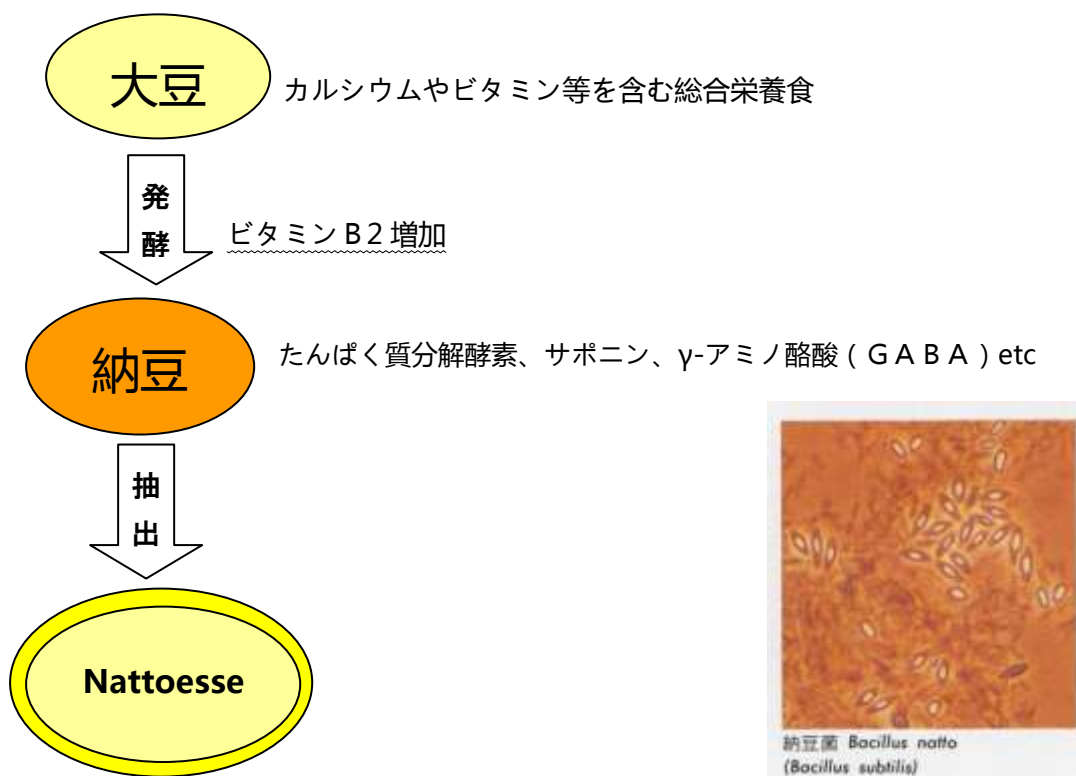 大豆
カルシウムやビタミン等を含む総合栄養食
発
酵
ビタミンB2増加
納豆
たんぱく質分解酵素、サポニン、γ-アミノ酪酸(GABA)etc
抽
出
Nattoesse
納豆菌 Bacillus natto
(Bacillus subtilis)